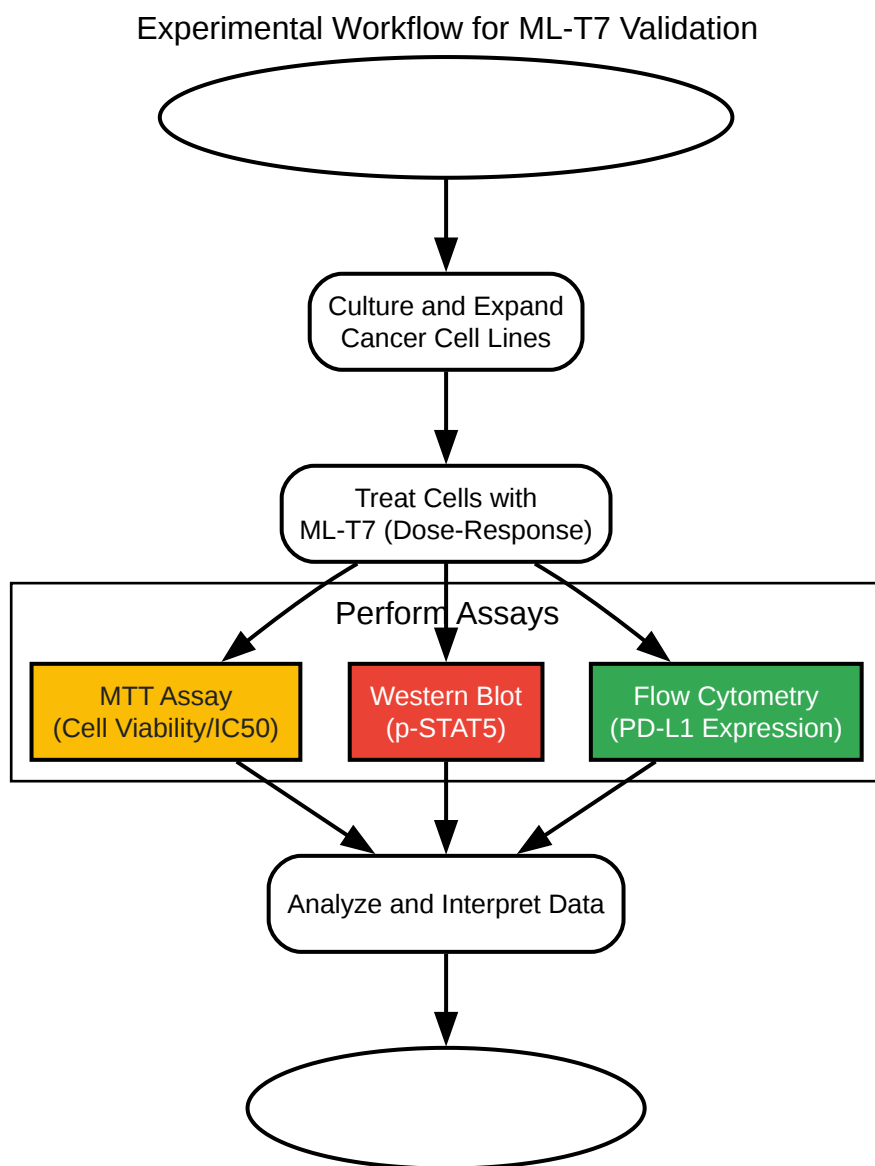 Experimental Workflow for ML-T7 Validation
Culture and Expand
Cancer Cell Lines
Treat Cells with
ML-T7 (Dose-Response)
Perform Assays
MTT Assay
(Cell Viability/IC50)
Western Blot
(p-STAT5)
Flow Cytometry
(PD-L1 Expression)
Analyze and Interpret Data